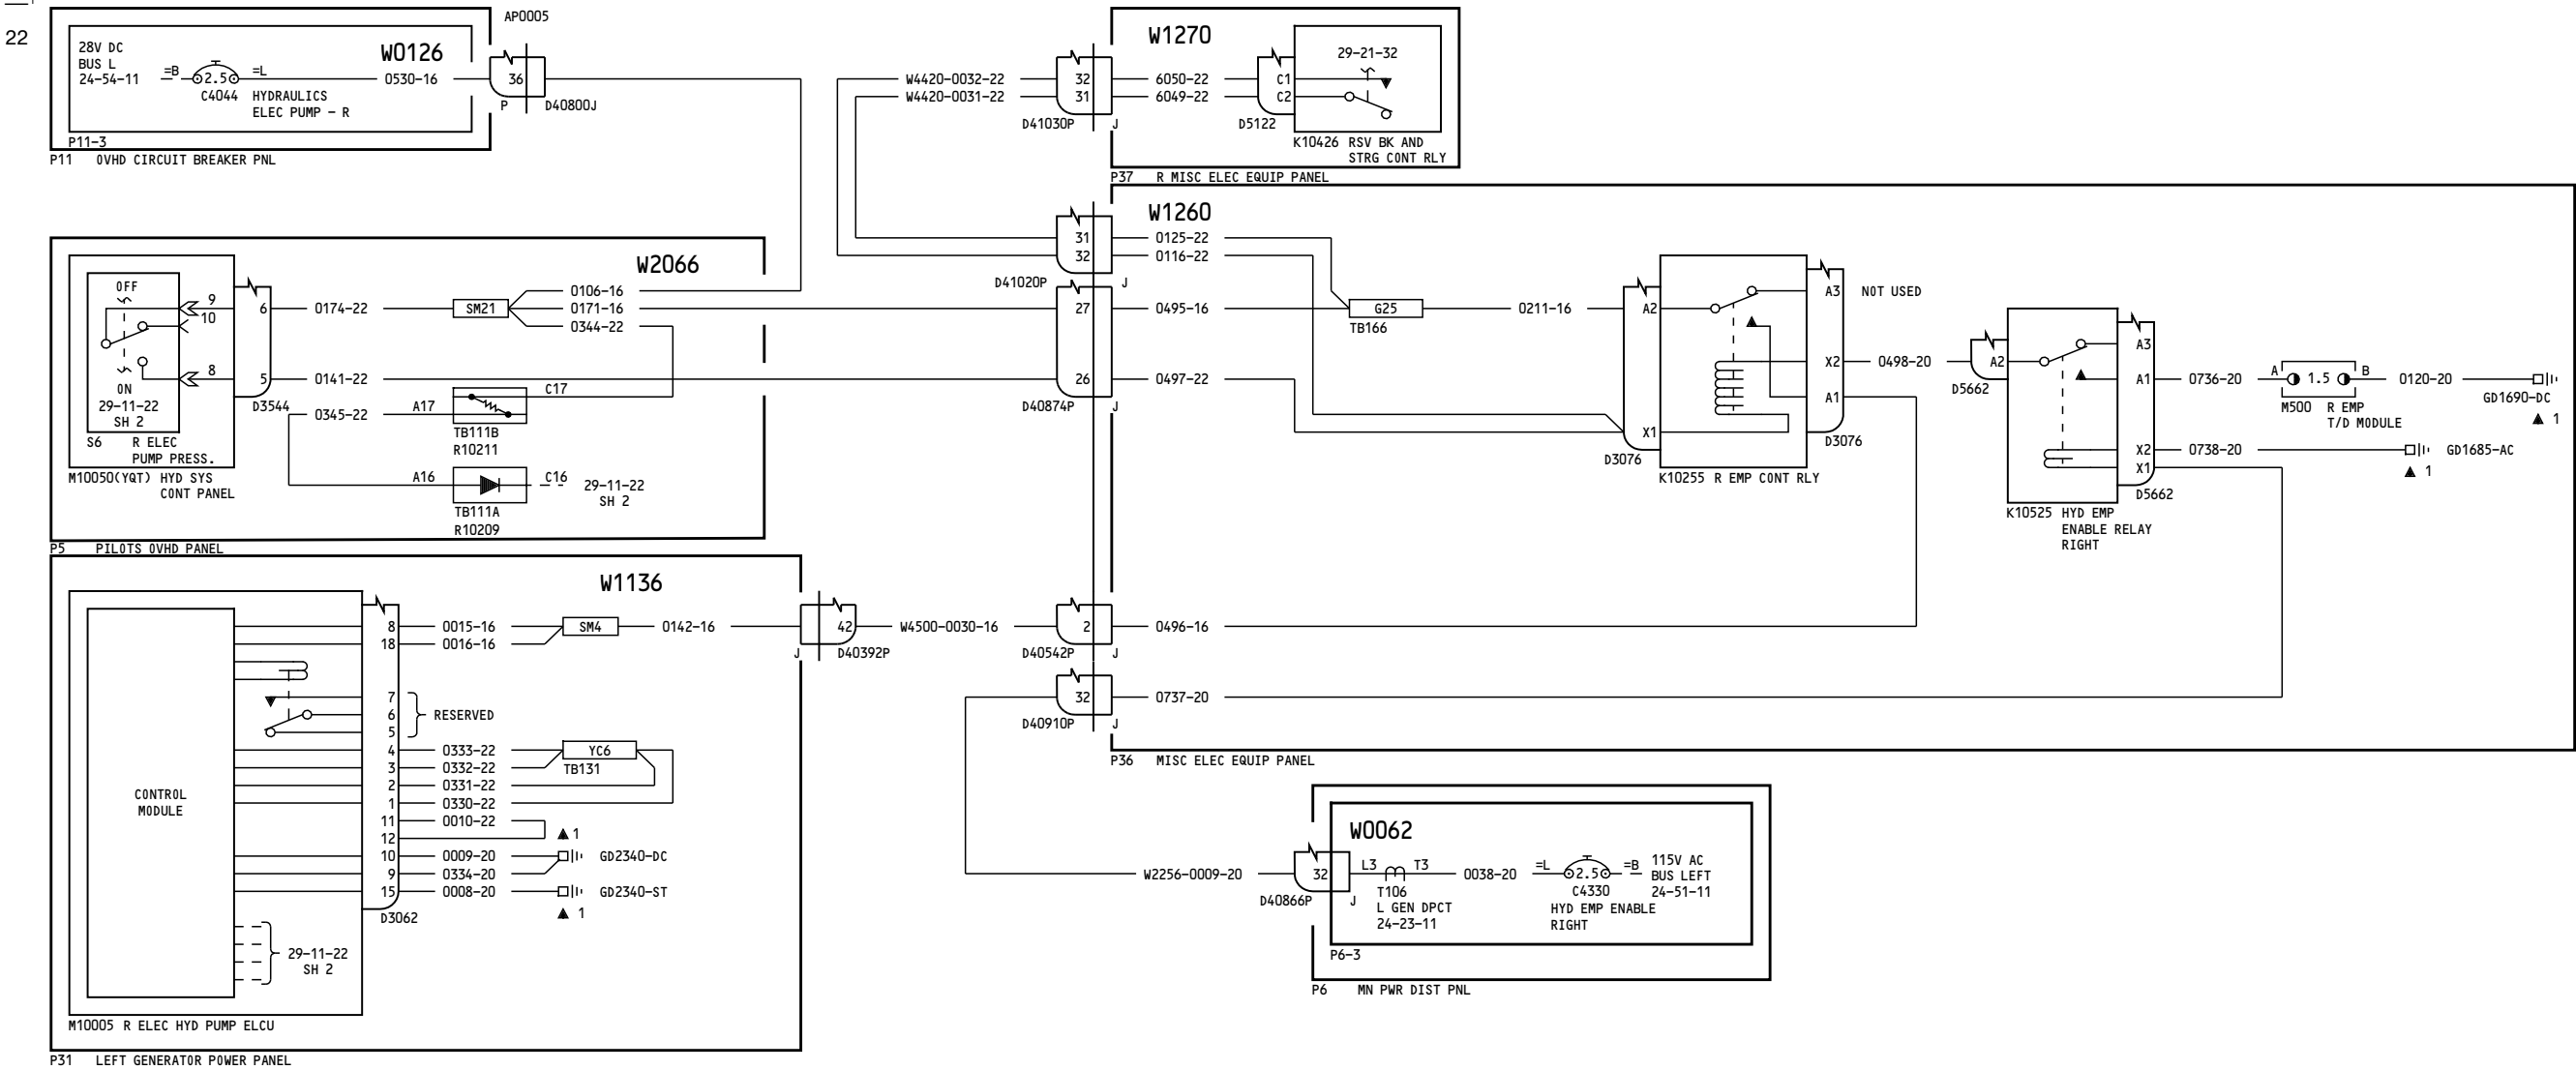 22
AP0005
28V DC
BUS L
24-54-11
=B
2.5
=L
C4044
HYDRAULICS
ELEC PUMP - R
W0126
0530-16
36
P
D40800J
P11-3
P11 OVHD CIRCUIT BREAKER PNL
W4420-0032-22
W4420-0031-22
32
31
D41030P
J
W1270
6050-22
6049-22
C1
C2
D5122
29-21-32
K10426 RSV BK AND
STRG CONT RLY
P37 R MISC ELEC EQUIP PANEL
W2066
OFF
ON
29-11-22
SH 2
S6
R ELEC
PUMP PRESS.
M10050(YQT) HYD SYS
CONT PANEL
9
10
8
6
5
D3544
0174-22
SM21
0106-16
0171-16
0344-22
0141-22
0345-22
A17
C17
TB111B
R10211
A16
C16
29-11-22
SH 2
TB111A
R10209
P5 PILOTS OVHD PANEL
W1260
31
32
D41020P
J
0125-22
0116-22
27
26
D40874P
J
0495-16
0497-22
G25
TB166
0211-16
A2
X1
D3076
A3
NOT USED
X2
A1
D3076
K10255 R EMP CONT RLY
0498-20
A2
D5662
A3
A1
X2
X1
D5662
K10525 HYD EMP
ENABLE RELAY
RIGHT
0736-20
A
1.5
B
M500 R EMP
T/D MODULE
0120-20
GD1690-DC
1
0738-20
GD1685-AC
1
2
D40542P
J
0496-16
32
D40910P
J
0737-20
P36 MISC ELEC EQUIP PANEL
W1136
CONTROL
MODULE
8
18
7
6
5
4
3
2
1
11
12
10
9
15
D3062
0015-16
0016-16
SM4
0142-16
J
42
D40392P
W4500-0030-16
RESERVED
0333-22
0332-22
0331-22
0330-22
YC6
TB131
0010-22
1
0009-20
GD2340-DC
0334-20
0008-20
GD2340-ST
1
29-11-22
SH 2
M10005 R ELEC HYD PUMP ELCU
P31 LEFT GENERATOR POWER PANEL
W2256-0009-20
32
D40866P
J
W0062
L3
T3
T106
L GEN DPCT
24-23-11
0038-20
=L
2.5
=B
C4330
HYD EMP ENABLE
RIGHT
115V AC
BUS LEFT
24-51-11
P6-3
P6 MN PWR DIST PNL